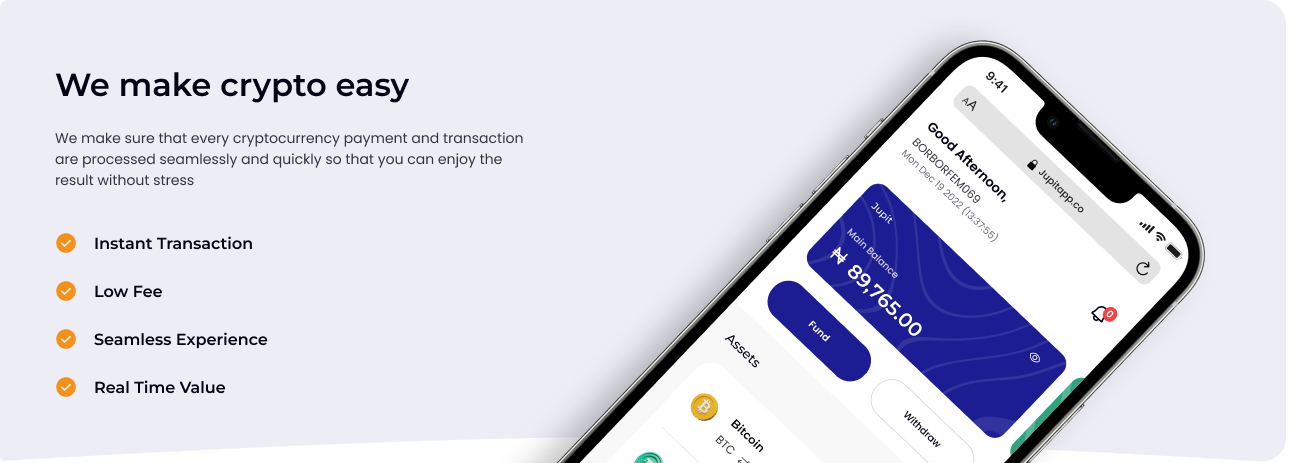 We make crypto easy
We make sure that every cryptocurrency payment and transaction
are processed seamlessly and quickly so that you can enjoy the
result without stress
Instant Transaction
Low Fee
Seamless Experience
Real Time Value
9:41
AA
Jupitapp.co
Good Afternoon,
BORBORFEM069
Mon Dec 19 2022 (13:37:55)
0
Jupit
Main Balance
₦ 89,765.00
Fund
Withdraw
Assets
Bitcoin
BTC